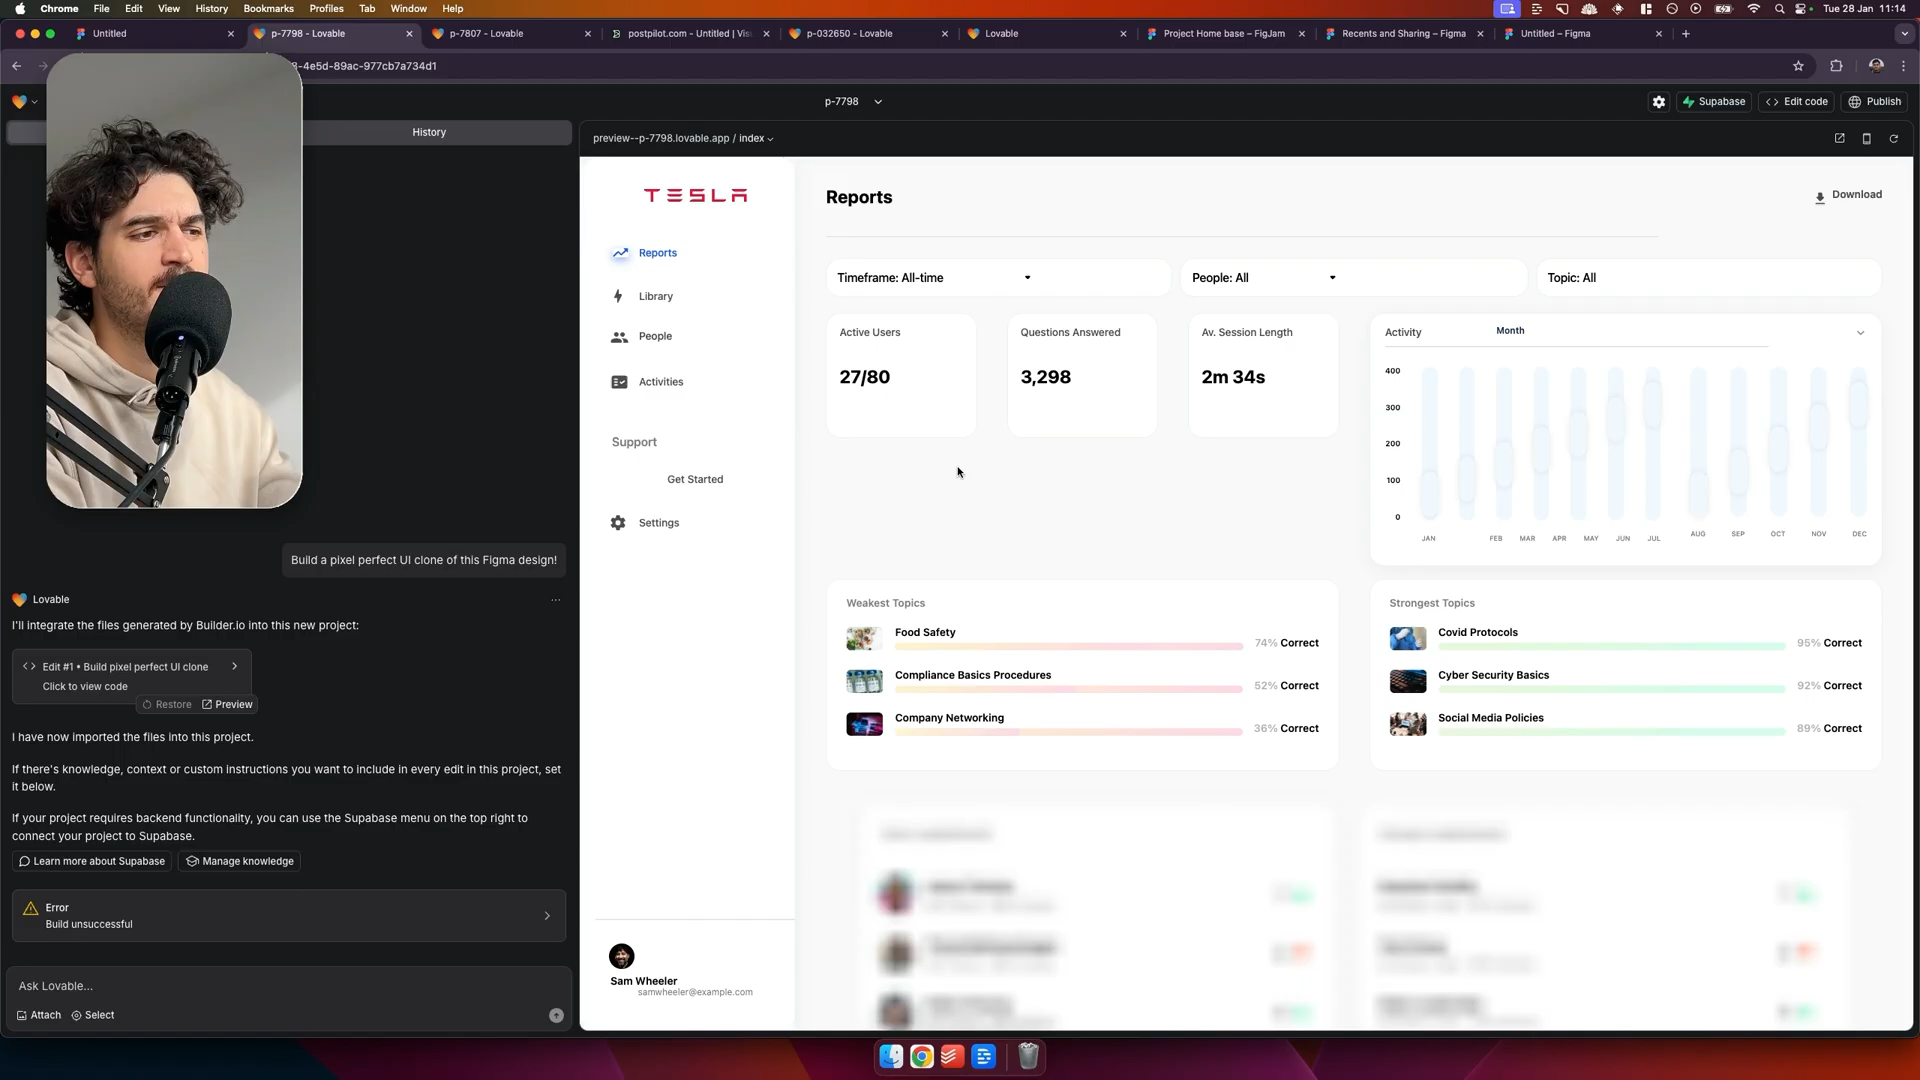 Chrome File Edit View History Bookmarks Profiles Tab Window Help
Tue 28 Jan 11:14
Untitled
p-7798 - Lovable
p-7807 - Lovable
postpilot.com - Untitled | Vis
p-032650 - Lovable
Lovable
Project Home base – FigJam
Recents and Sharing – Figma
Untitled – Figma
-4e5d-89ac-977cb7a734d1
p-7798
Supabase
Edit code
Publish
History
preview--p-7798.lovable.app / index
Build a pixel perfect UI clone of this Figma design!
Lovable
I'll integrate the files generated by Builder.io into this new project:
Edit #1 • Build pixel perfect UI clone
Click to view code
Restore Preview
I have now imported the files into this project.
If there's knowledge, context or custom instructions you want to include in every edit in this project, set
it below.
If your project requires backend functionality, you can use the Supabase menu on the top right to
connect your project to Supabase.
Learn more about Supabase
Manage knowledge
Error
Build unsuccessful
Ask Lovable...
Attach Select
TESLA
Reports
Library
People
Activities
Support
Get Started
Settings
Sam Wheeler
samwheeler@example.com
Reports
Download
Timeframe: All-time
People: All
Topic: All
Active Users
27/80
Questions Answered
3,298
Av. Session Length
2m 34s
Activity
Month
400
300
200
100
0
JAN FEB MAR APR MAY JUN JUL AUG SEP OCT NOV DEC
Weakest Topics
Food Safety
74% Correct
Compliance Basics Procedures
52% Correct
Company Networking
36% Correct
Strongest Topics
Covid Protocols
95% Correct
Cyber Security Basics
92% Correct
Social Media Policies
89% Correct